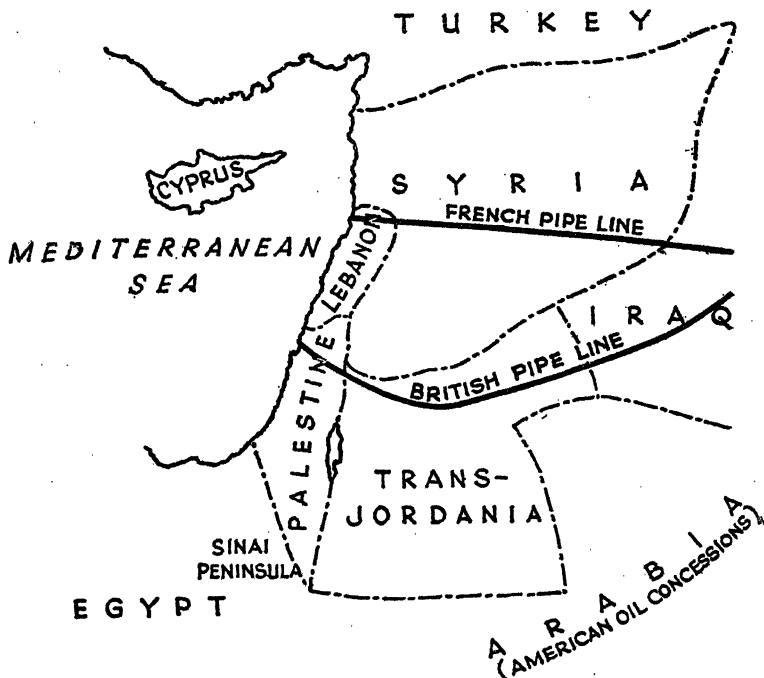 TURKEY
CYPRUS
SYRIA
FRENCH PIPE LINE
MEDITERRANEAN
SEA
LEBANON
IRAQ
BRITISH PIPE LINE
PALESTINE
TRANS-
JORDANIA
SINAI
PENINSULA
EGYPT
ARABIA
(AMERICAN OIL CONCESSIONS)